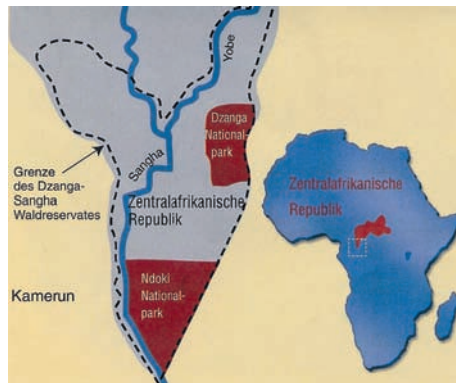 Yobe
Dzanga
National-
park
Sangha
Grenze
des Dzanga-
Sangha
Waldreservates
Zentralafrikanische
Republik
Zentralafrikanische
Republik
Ndoki
National-
park
Kamerun